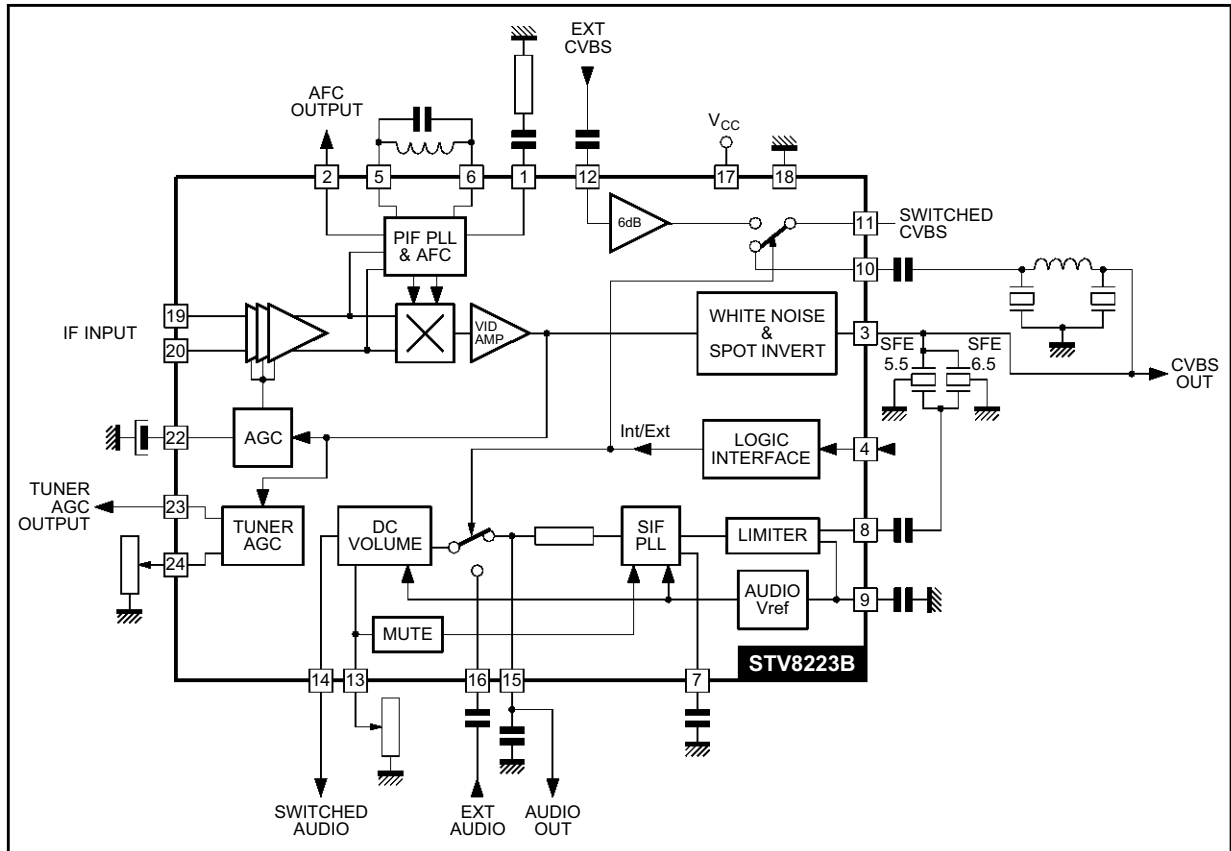 EXT
CVBS
AFC
OUTPUT
VCC
2
5
6
1
12
17
18
6dB
11
SWITCHED
CVBS
PIF PLL
& AFC
10
19
IF INPUT
20
VID
AMP
WHITE NOISE
&
SPOT INVERT
3
SFE
5.5
SFE
6.5
CVBS
OUT
22
AGC
Int/Ext
LOGIC
INTERFACE
4
TUNER
AGC
OUTPUT
23
TUNER
AGC
24
DC
VOLUME
SIF
PLL
LIMITER
8
AUDIO
Vref
9
MUTE
STV8223B
14
13
16
15
7
SWITCHED
AUDIO
EXT
AUDIO
AUDIO
OUT